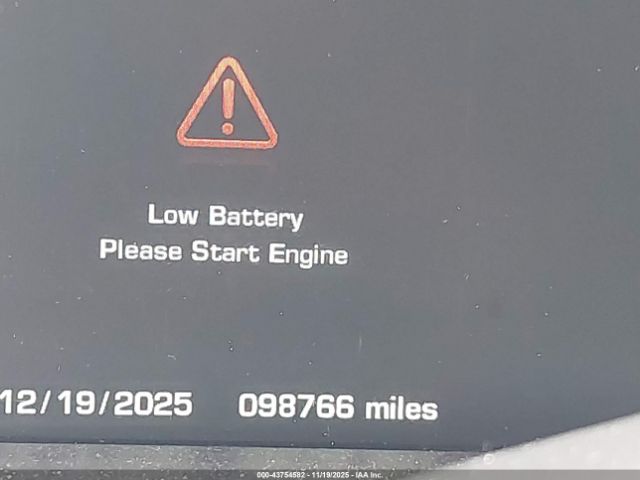 Low Battery
Please Start Engine
12/19/2025 098766 miles
000-43754582 - 11/19/2025 - © IAA Inc.